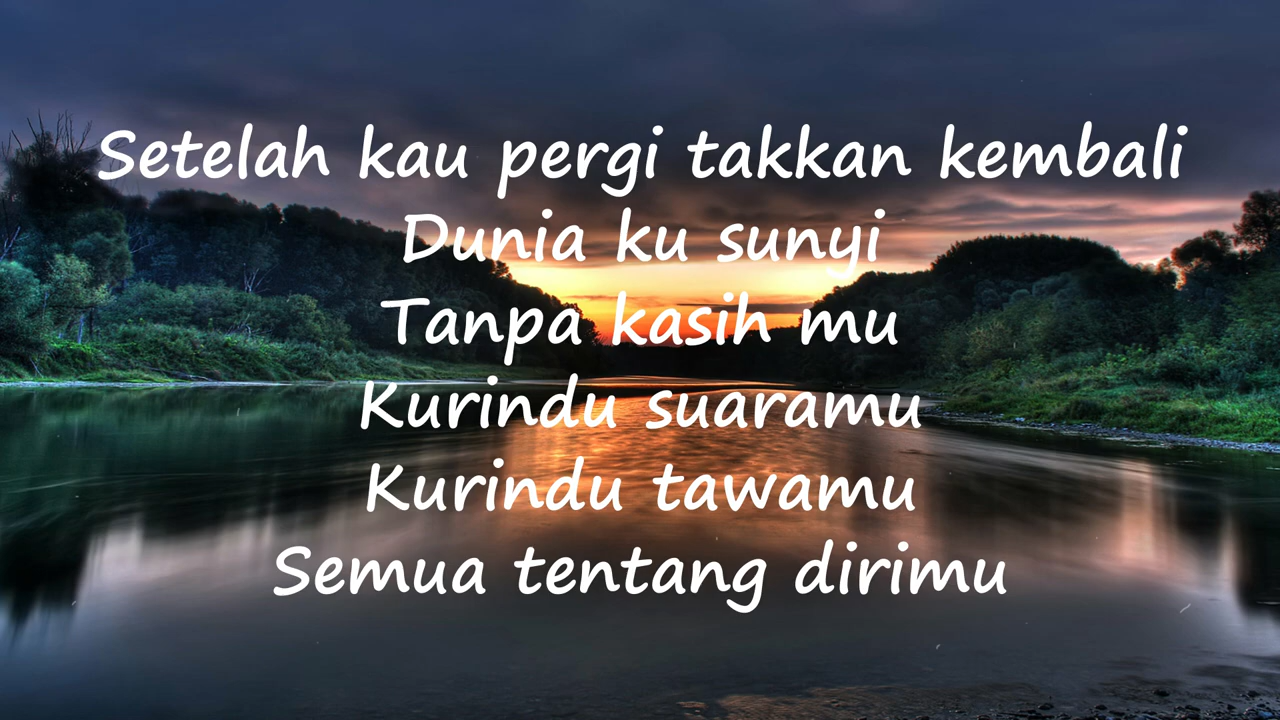 Setelah kau pergi takkan kembali
Dunia ku sunyi
Tanpa kasih mu
Kurindu suaramu
Kurindu tawamu
Semua tentang dirimu